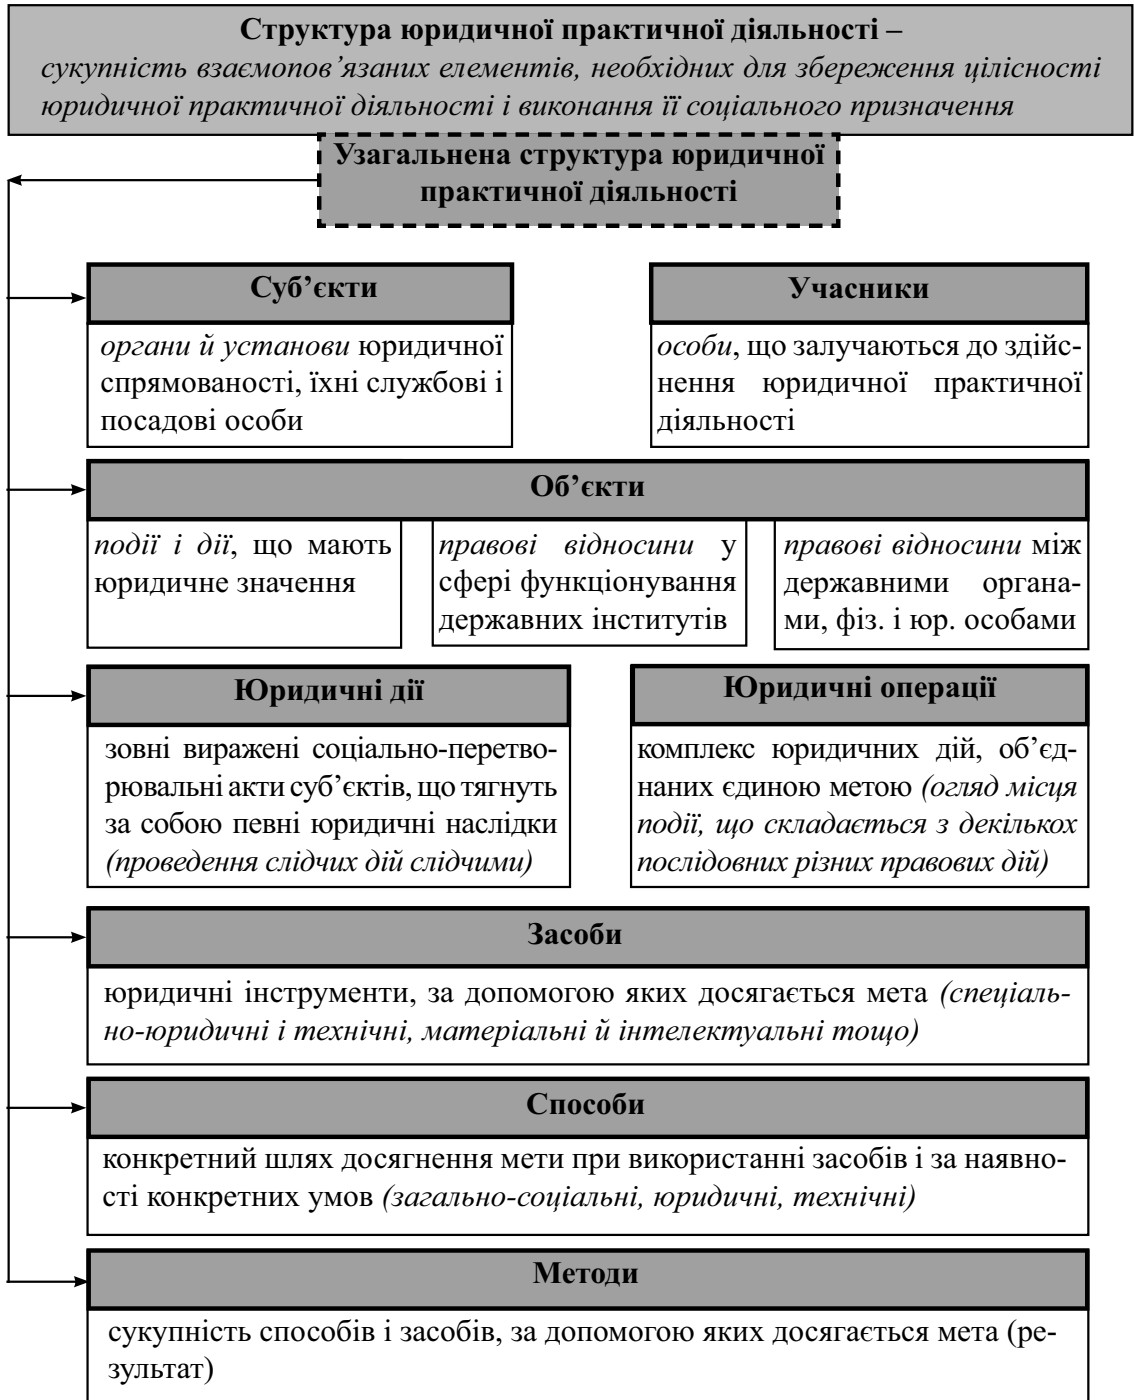 Структура юридичної практичної діяльності –
сукупність взаємопов’язаних елементів, необхідних для збереження цілісності
юридичної практичної діяльності і виконання її соціального призначення
Узагальнена структура юридичної
практичної діяльності
Суб’єкти
органи й установи юридичної
спрямованості, їхні службові і
посадові особи
Учасники
особи, що залучаються до здійс-
нення юридичної практичної
діяльності
Об’єкти
події і дії, що мають
юридичне значення
правові відносини у
сфері функціонування
державних інститутів
правові відносини між
державними органа-
ми, фіз. і юр. особами
Юридичні дії
зовні виражені соціально-перетво-
рювальні акти суб’єктів, що тягнуть
за собою певні юридичні наслідки
(проведення слідчих дій слідчими)
Юридичні операції
комплекс юридичних дій, об’єд-
наних єдиною метою (огляд місця
події, що складається з декількох
послідовних різних правових дій)
Засоби
юридичні інструменти, за допомогою яких досягається мета (спеціаль-
но-юридичні і технічні, матеріальні й інтелектуальні тощо)
Способи
конкретний шлях досягнення мети при використанні засобів і за наявно-
сті конкретних умов (загально-соціальні, юридичні, технічні)
Методи
сукупність способів і засобів, за допомогою яких досягається мета (ре-
зультат)